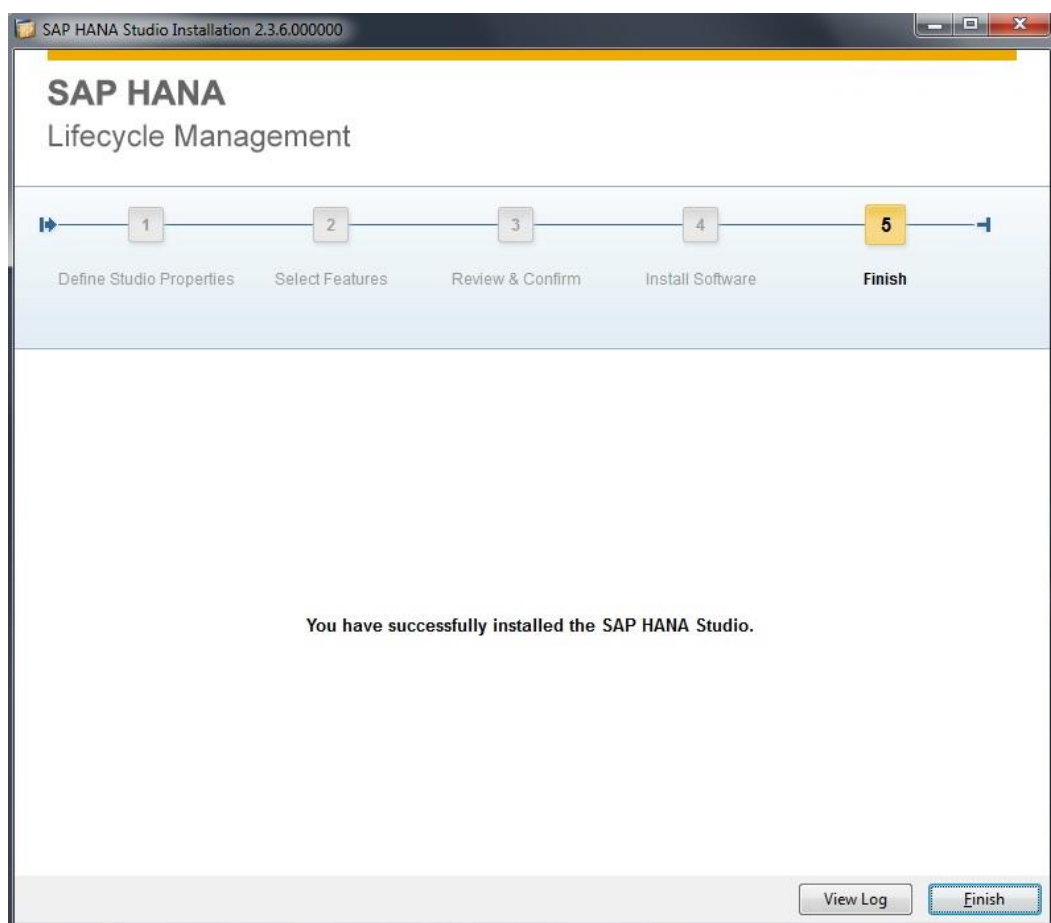 SAP HANA Studio Installation 2.3.6.000000
SAP HANA
Lifecycle Management
1 2 3 4 5
Define Studio Properties Select Features Review & Confirm Install Software Finish
You have successfully installed the SAP HANA Studio.
View Log Finish